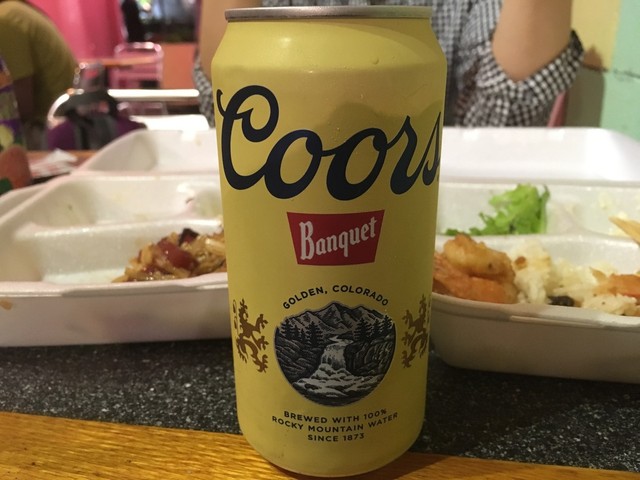 Coors
Banquet
GOLDEN, COLORADO
BREWED WITH 100%
ROCKY MOUNTAIN WATER
SINCE 1873